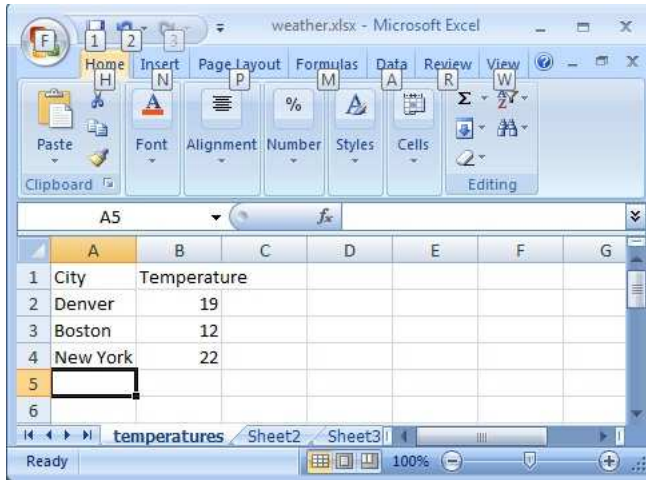 weather.xlsx - Microsoft Excel
F 1 2 3
Home Insert Page Layout Formulas Data Review View
H N P M A R W
Paste Font Alignment Number Styles Cells
Clipboard Editing
A5 fx
A B C D E F G
1 City Temperature
2 Denver 19
3 Boston 12
4 New York 22
5
6
temperatures Sheet2 Sheet3
Ready 100%